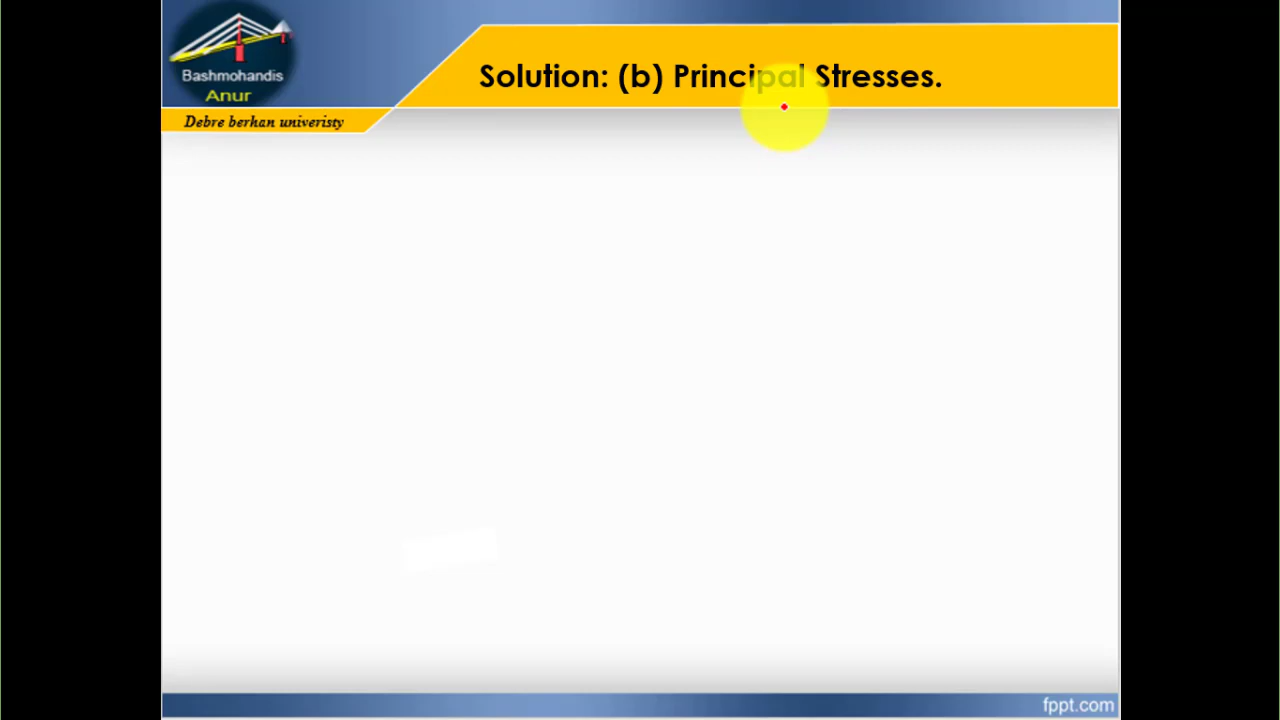 Bashmohandis
Anur
Solution: (b) Principal Stresses.
Debre berhan univeristy
fppt.com